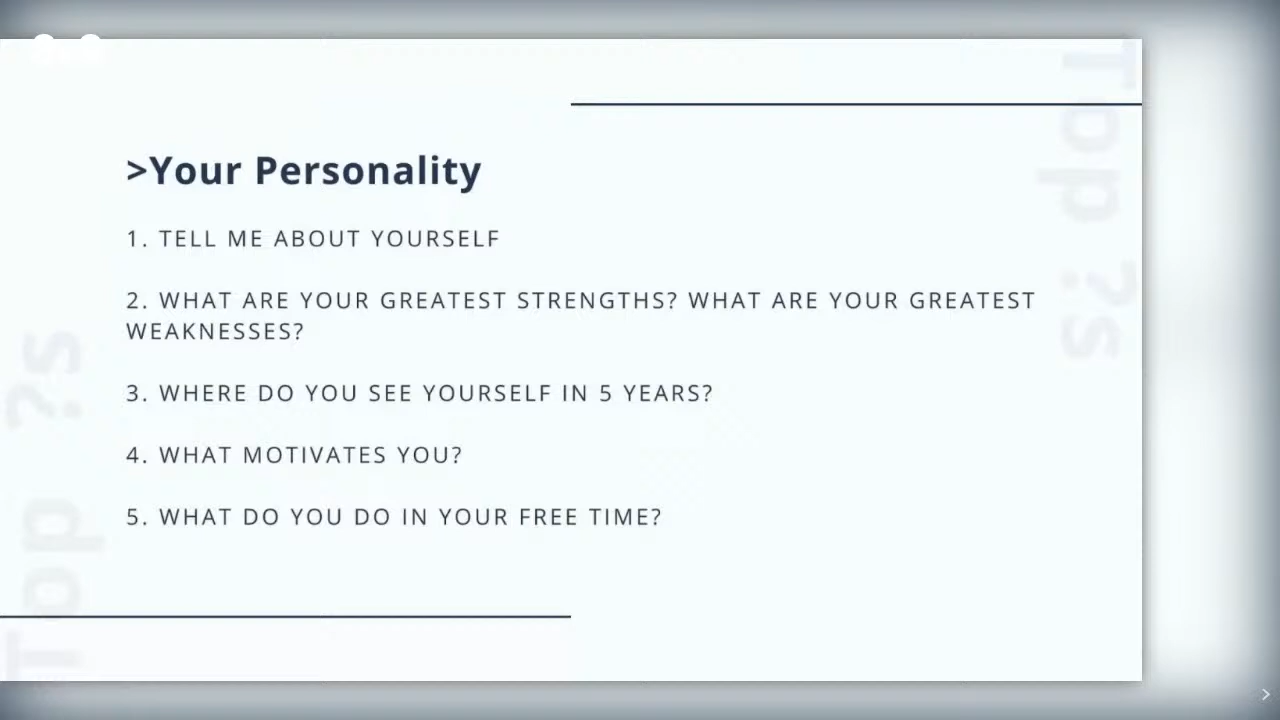 >Your Personality
1. TELL ME ABOUT YOURSELF
2. WHAT ARE YOUR GREATEST STRENGTHS? WHAT ARE YOUR GREATEST
WEAKNESSES?
3. WHERE DO YOU SEE YOURSELF IN 5 YEARS?
4. WHAT MOTIVATES YOU?
5. WHAT DO YOU DO IN YOUR FREE TIME?
Top ?s
Top ?s